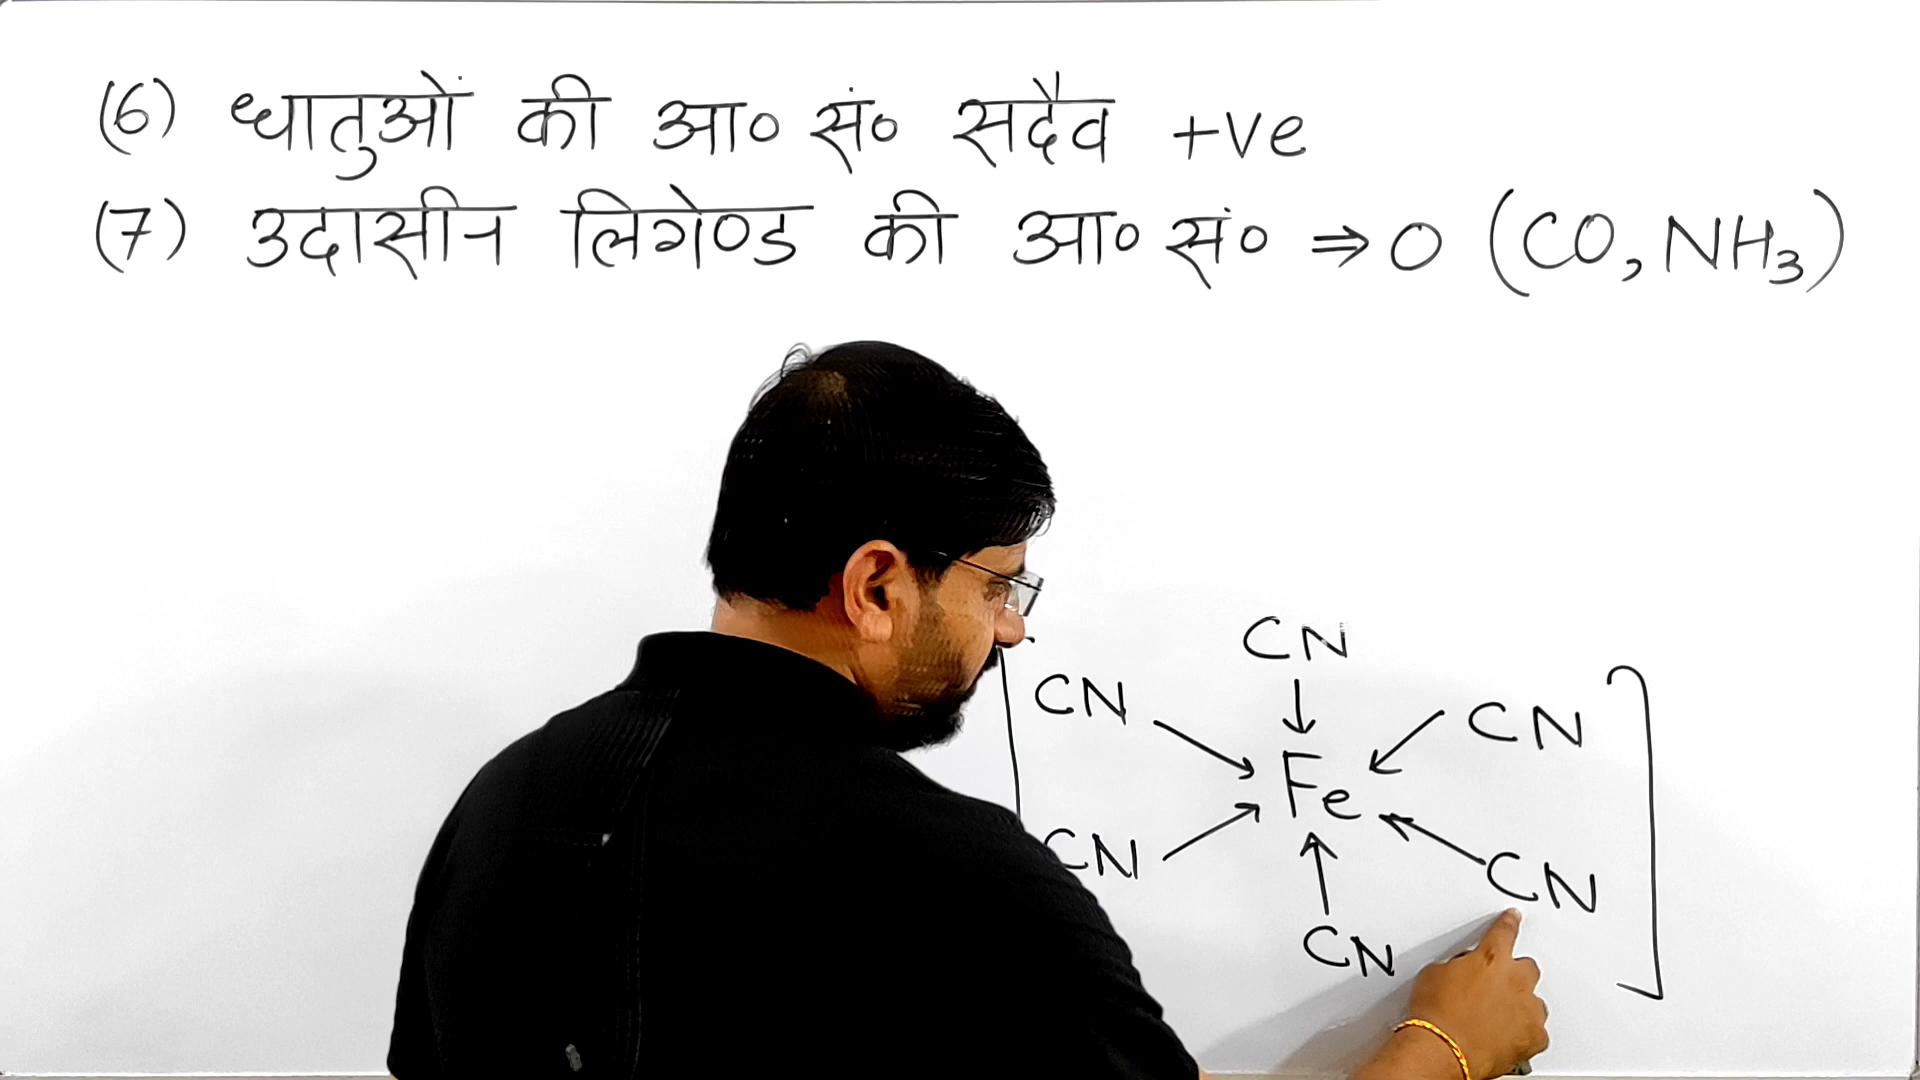 (6) धातुओं की आ० सं० सदैव +ve
(7) उदासीन लिगेण्ड की आ० सं० ⇒ 0 (CO, NH₃)
CN
CN
CN
Fe
CN
CN
CN